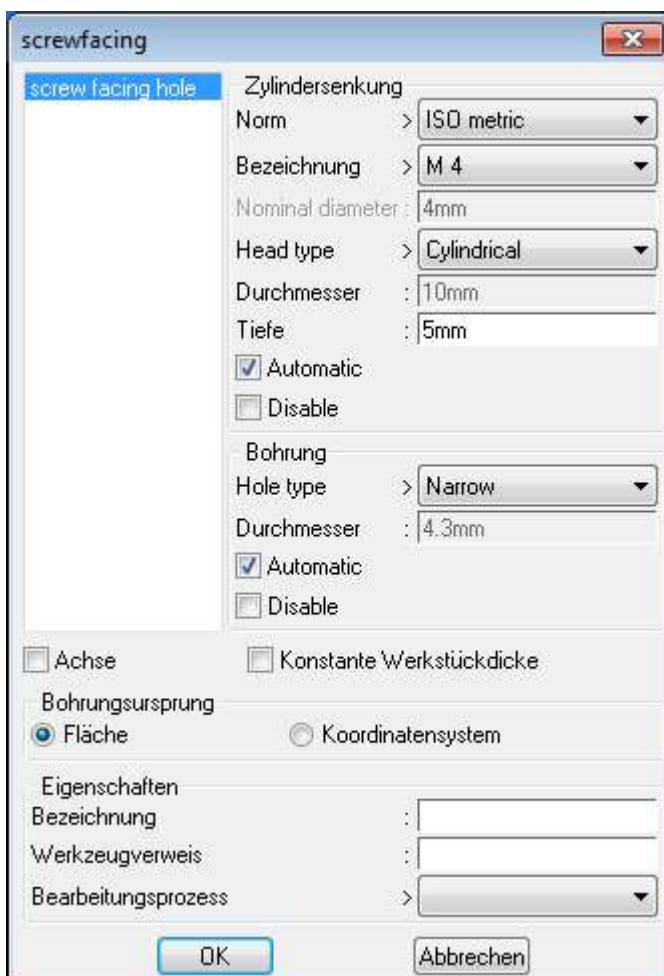 screwfacing
screw facing hole
Zylindersenkung
Norm > ISO metric
Bezeichnung > M 4
Nominal diameter : 4mm
Head type > Cylindrical
Durchmesser : 10mm
Tiefe : 5mm
Automatic
Disable
Bohrung
Hole type > Narrow
Durchmesser : 4.3mm
Automatic
Disable
Achse Konstante Werkstückdicke
Bohrungsursprung
Fläche Koordinatensystem
Eigenschaften
Bezeichnung :
Werkzeugverweis :
Bearbeitungsprozess >
OK Abbrechen